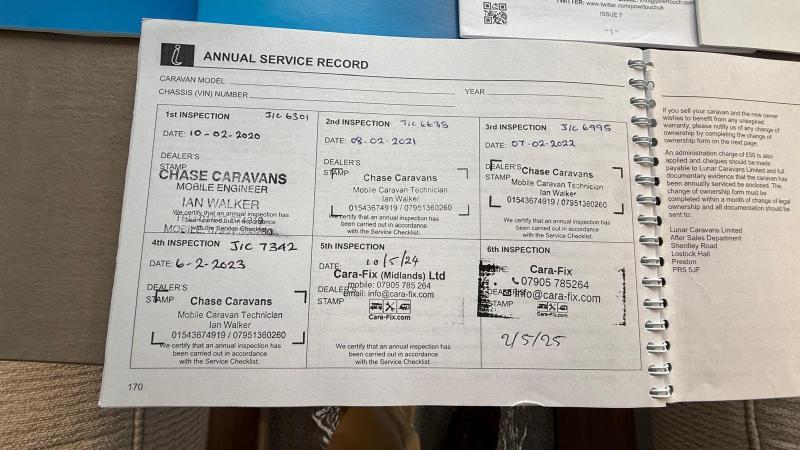 TWITTER: www.twitter.com/powrtouchuk
ISSUE 7
"1"
i ANNUAL SERVICE RECORD
CARAVAN MODEL
CHASSIS (VIN) NUMBER YEAR
1st INSPECTION JIC 6301
DATE: 10-02-2020
DEALER'S
STAMP
CHASE CARAVANS
MOBILE ENGINEER
IAN WALKER
We certify that an annual inspection has
been carried out in accordance
with the Service Checklist.
2nd INSPECTION JIC 6635
DATE: 08.02-2021
DEALER'S
STAMP
Chase Caravans
Mobile Caravan Technician
Ian Walker
01543674919 / 07951360260
We certify that an annual inspection has
been carried out in accordance
with the Service Checklist.
3rd INSPECTION JIC 6995
DATE: 07-02-2022
DEALER'S
STAMP
Chase Caravans
Mobile Caravan Technician
Ian Walker
01543674919 / 07951360260
We certify that an annual inspection has
been carried out in accordance
with the Service Checklist.
4th INSPECTION JIC 7342
DATE: 6-2-2023
DEALER'S
STAMP
Chase Caravans
Mobile Caravan Technician
Ian Walker
01543674919 / 07951360260
We certify that an annual inspection has
been carried out in accordance
with the Service Checklist.
5th INSPECTION
DATE: 10/5/24
DEALER'S
STAMP
Cara-Fix (Midlands) Ltd
mobile: 07905 785 264
email: info@cara-fix.com
Cara-Fix.com
We certify that an annual inspection has
been carried out in accordance
with the Service Checklist.
6th INSPECTION
Cara-Fix
07905 785264
info@cara-fix.com
Cara-Fix.com
2/5/25
170
If you sell your caravan and the new owner
wishes to benefit from any unexpired
warranty, please notify us of any change of
ownership by completing the change of
ownership form on the next page.
An administration charge of £50 is also
applied and cheques should be made
payable to Lunar Caravans Limited and full
documentary evidence that the caravan has
been annually serviced be enclosed. The
change of ownership form must be
completed within a month of change of legal
ownership and all documentation should be
sent to:
Lunar Caravans Limited
After Sales Department
Sherdley Road
Lostock Hall
Preston
PR5 5JF